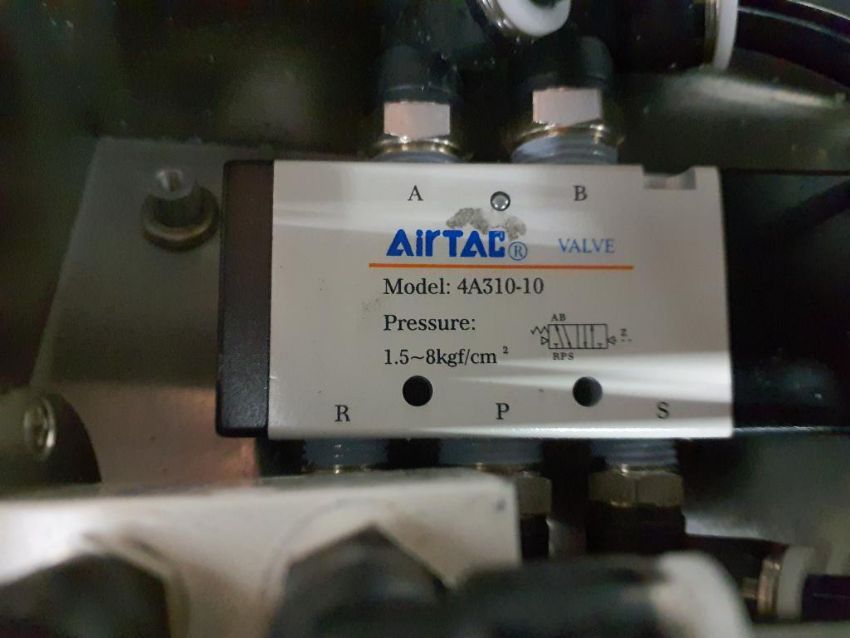 A B
AirTAC® VALVE
Model: 4A310-10
Pressure:
1.5~8kgf/cm²
AB
Z
RPS
R P S